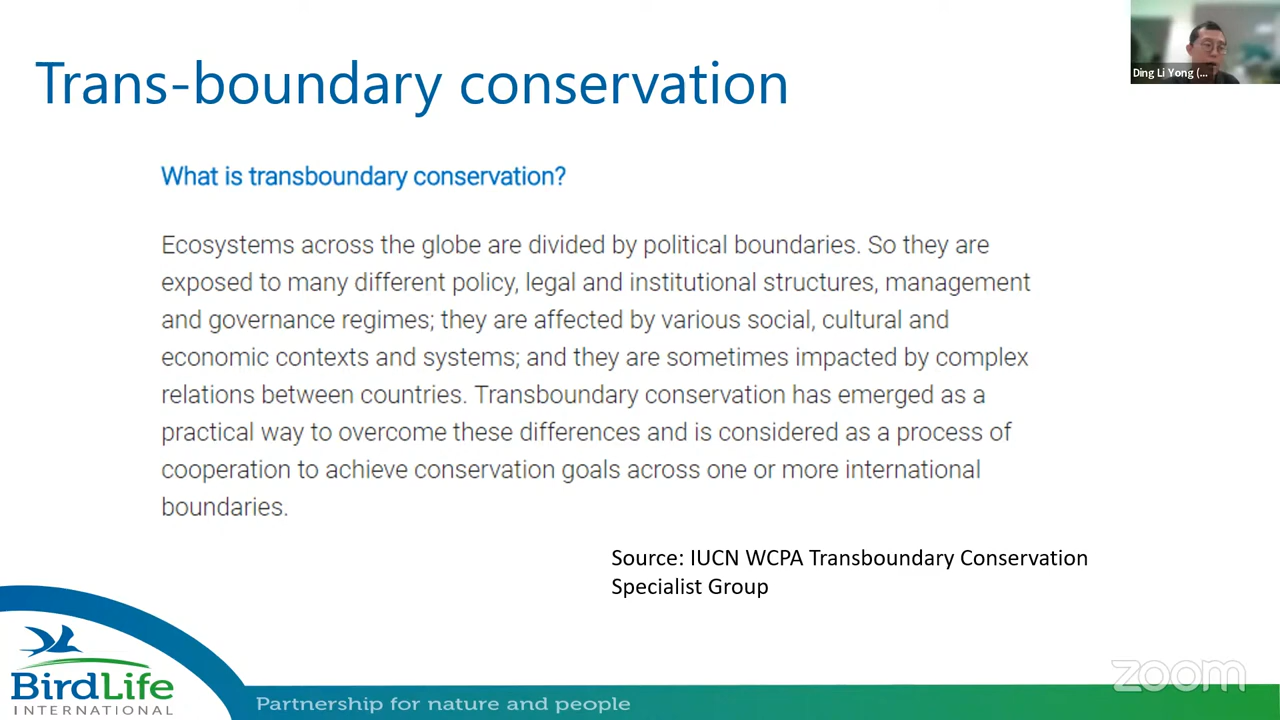 Trans-boundary conservation
Ding Li Yong (...
What is transboundary conservation?
Ecosystems across the globe are divided by political boundaries. So they are
exposed to many different policy, legal and institutional structures, management
and governance regimes; they are affected by various social, cultural and
economic contexts and systems; and they are sometimes impacted by complex
relations between countries. Transboundary conservation has emerged as a
practical way to overcome these differences and is considered as a process of
cooperation to achieve conservation goals across one or more international
boundaries.
Source: IUCN WCPA Transboundary Conservation
Specialist Group
BirdLife
INTERNATIONAL
Partnership for nature and people
zoom